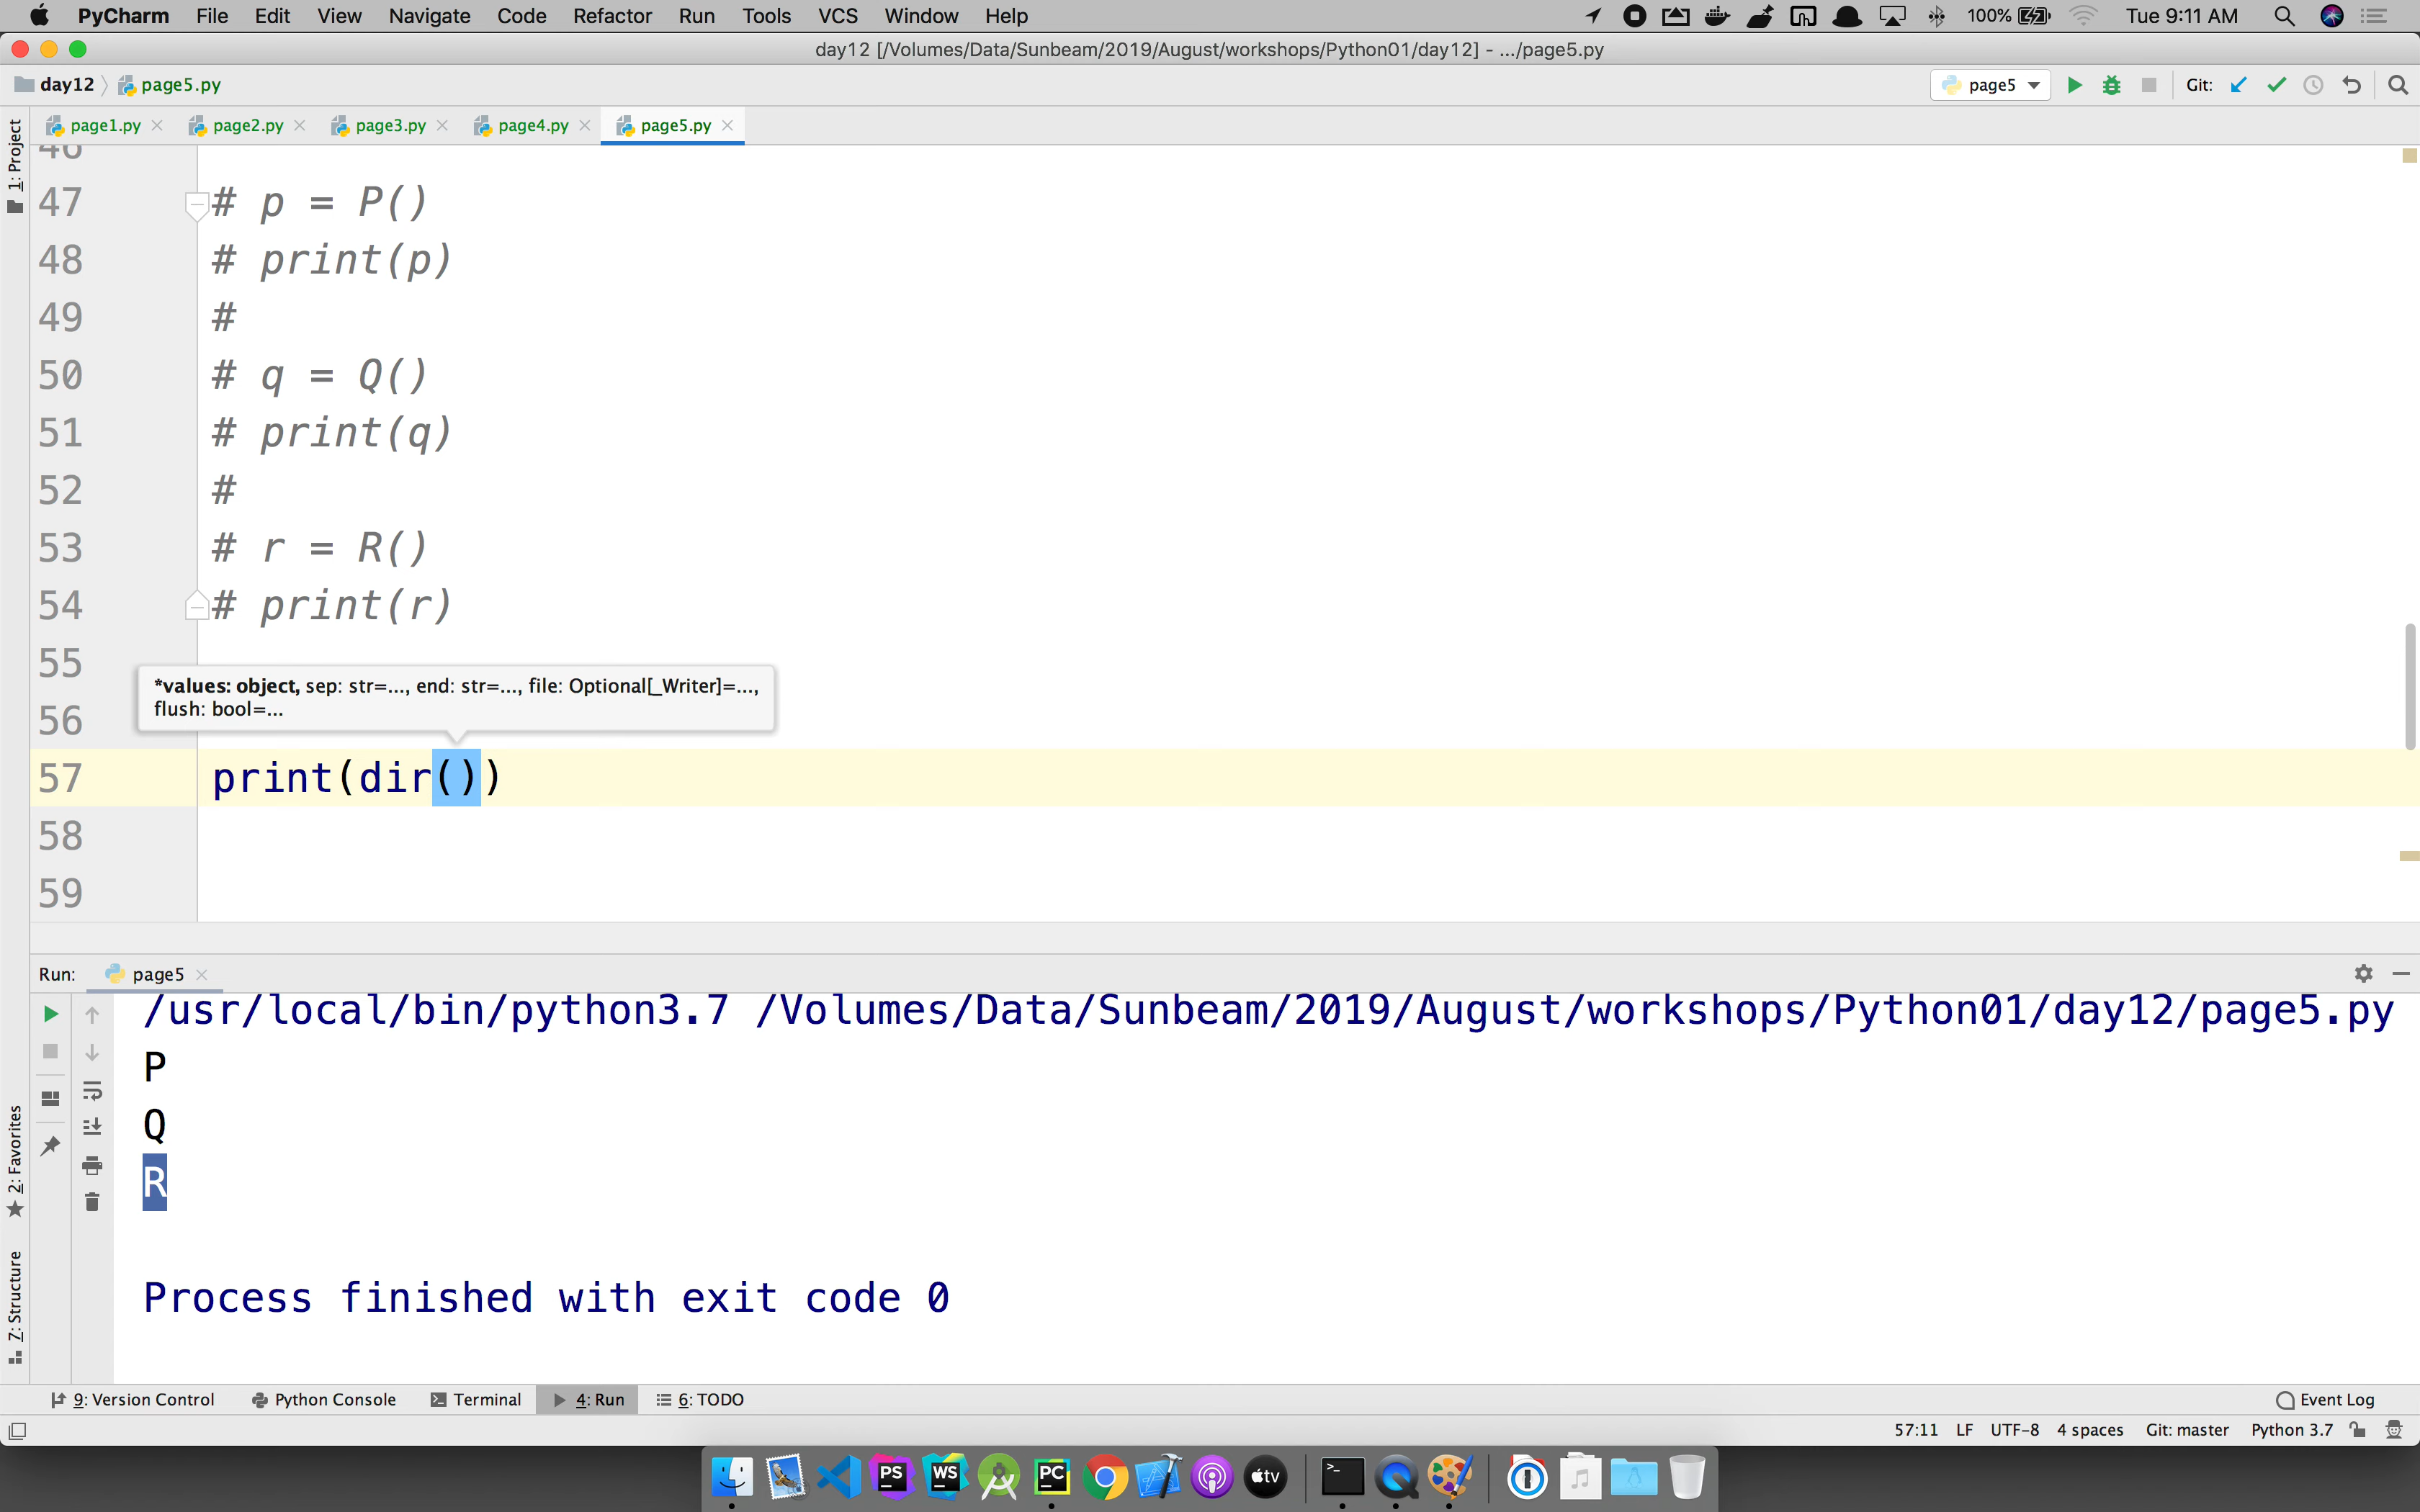 PyCharm File Edit View Navigate Code Refactor Run Tools VCS Window Help 100% Tue 9:11 AM
day12 [/Volumes/Data/Sunbeam/2019/August/workshops/Python01/day12] - .../page5.py
day12 page5.py page5 Git:
page1.py page2.py page3.py page4.py page5.py
1: Project
46
47 # p = P()
48 # print(p)
49 #
50 # q = Q()
51 # print(q)
52 #
53 # r = R()
54 # print(r)
55
*values: object, sep: str=..., end: str=..., file: Optional[_Writer]=...,
flush: bool=...
56
57 print(dir())
58
59
Run: page5
/usr/local/bin/python3.7 /Volumes/Data/Sunbeam/2019/August/workshops/Python01/day12/page5.py
P
Q
R
Process finished with exit code 0
2: Favorites
7: Structure
9: Version Control Python Console Terminal 4: Run 6: TODO Event Log
57:11 LF UTF-8 4 spaces Git: master Python 3.7
PS WS PC tv